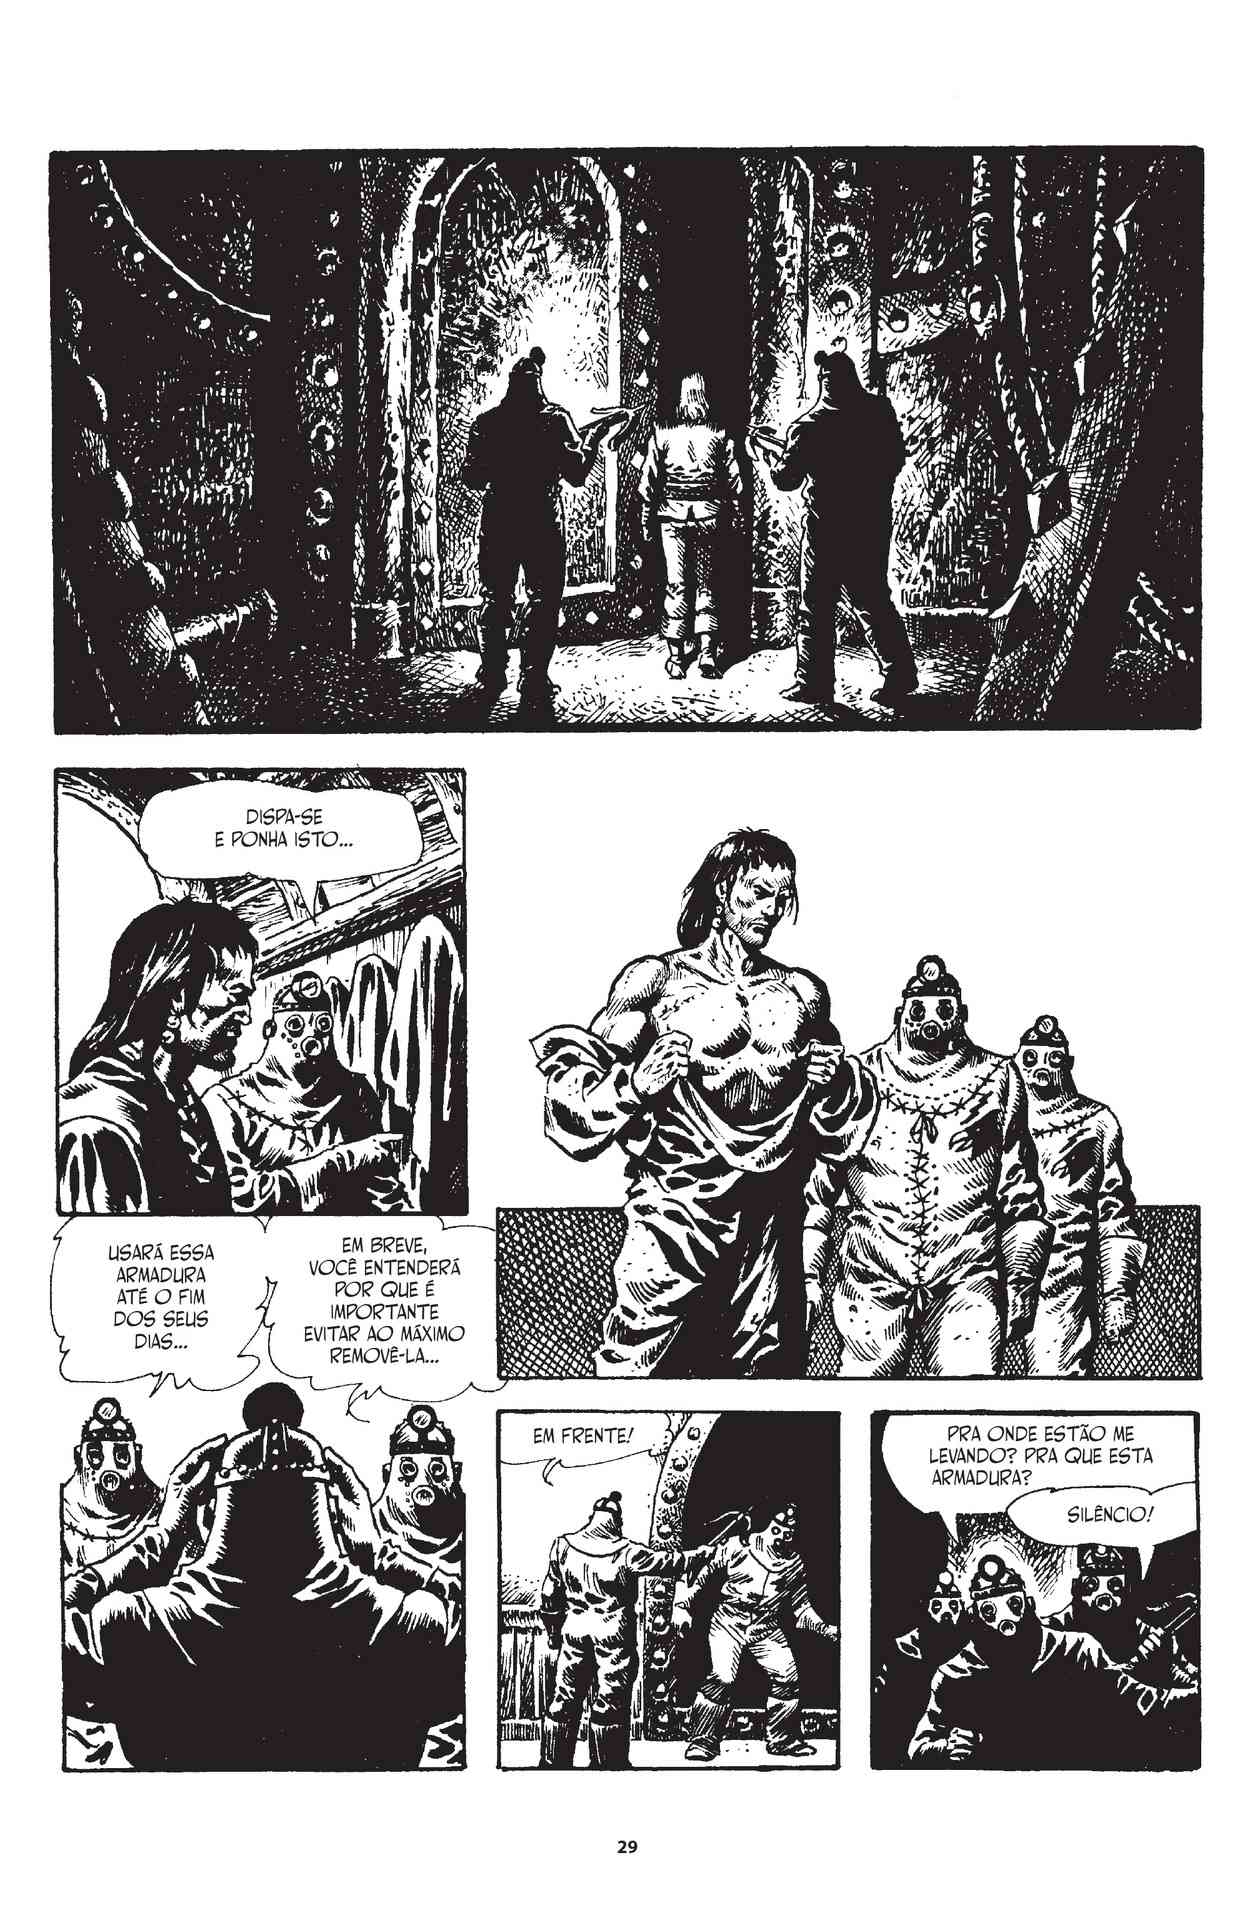 DISPA-SE
E PONHA ISTO...
USARÁ ESSA
ARMADURA
ATÉ O FIM
DOS SEUS
DIAS...
EM BREVE,
VOCÊ ENTENDERÁ
POR QUE É
IMPORTANTE
EVITAR AO MÁXIMO
REMOVÊ-LA...
EM FRENTE!
PRA ONDE ESTÃO ME
LEVANDO? PRA QUE ESTA
ARMADURA?
SILÊNCIO!
29